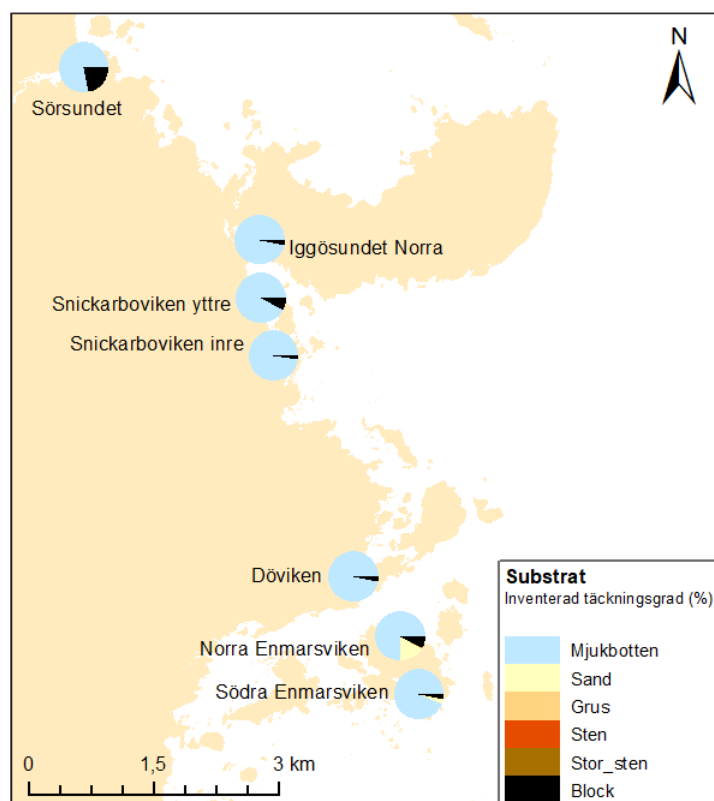 N
Sörsundet
Iggösundet Norra
Snickarboviken yttre
Snickarboviken inre
Döviken
Norra Enmarsviken
Södra Enmarsviken
0 1,5 3 km
Substrat
Inventerad täckningsgrad (%)
Mjukbotten
Sand
Grus
Sten
Stor_sten
Block